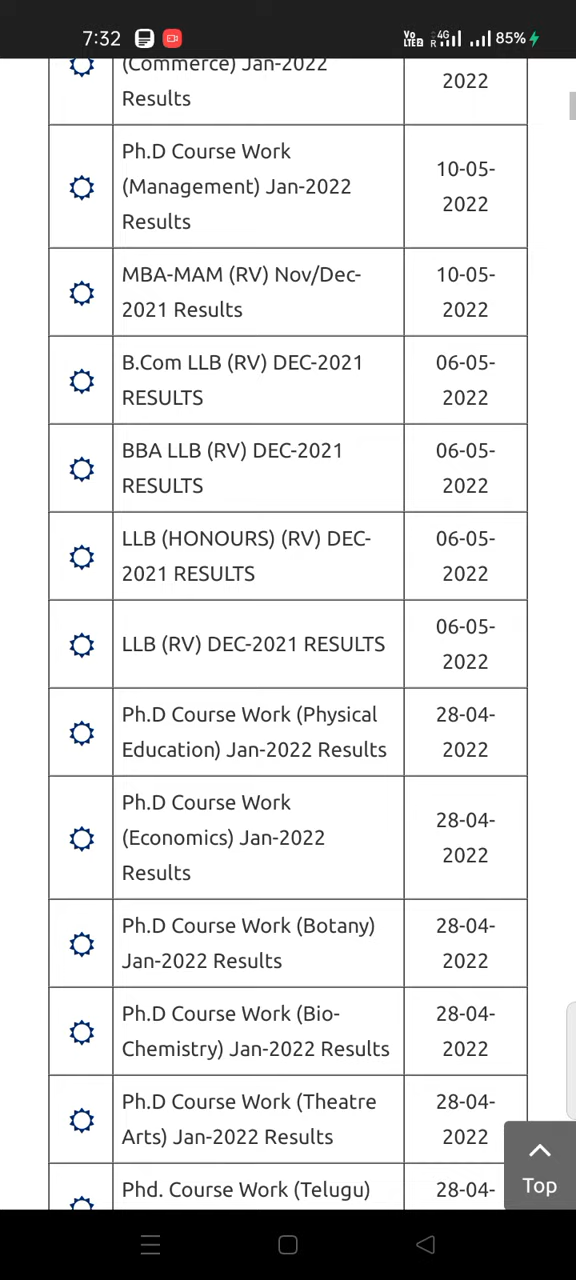 7:32 Vo LTE2 4G R 85%
(Commerce) Jan-2022
Results
2022
Ph.D Course Work
(Management) Jan-2022
Results
10-05-
2022
MBA-MAM (RV) Nov/Dec-
2021 Results
10-05-
2022
B.Com LLB (RV) DEC-2021
RESULTS
06-05-
2022
BBA LLB (RV) DEC-2021
RESULTS
06-05-
2022
LLB (HONOURS) (RV) DEC-
2021 RESULTS
06-05-
2022
LLB (RV) DEC-2021 RESULTS
06-05-
2022
Ph.D Course Work (Physical
Education) Jan-2022 Results
28-04-
2022
Ph.D Course Work
(Economics) Jan-2022
Results
28-04-
2022
Ph.D Course Work (Botany)
Jan-2022 Results
28-04-
2022
Ph.D Course Work (Bio-
Chemistry) Jan-2022 Results
28-04-
2022
Ph.D Course Work (Theatre
Arts) Jan-2022 Results
28-04-
2022
Phd. Course Work (Telugu)
28-04-
Top